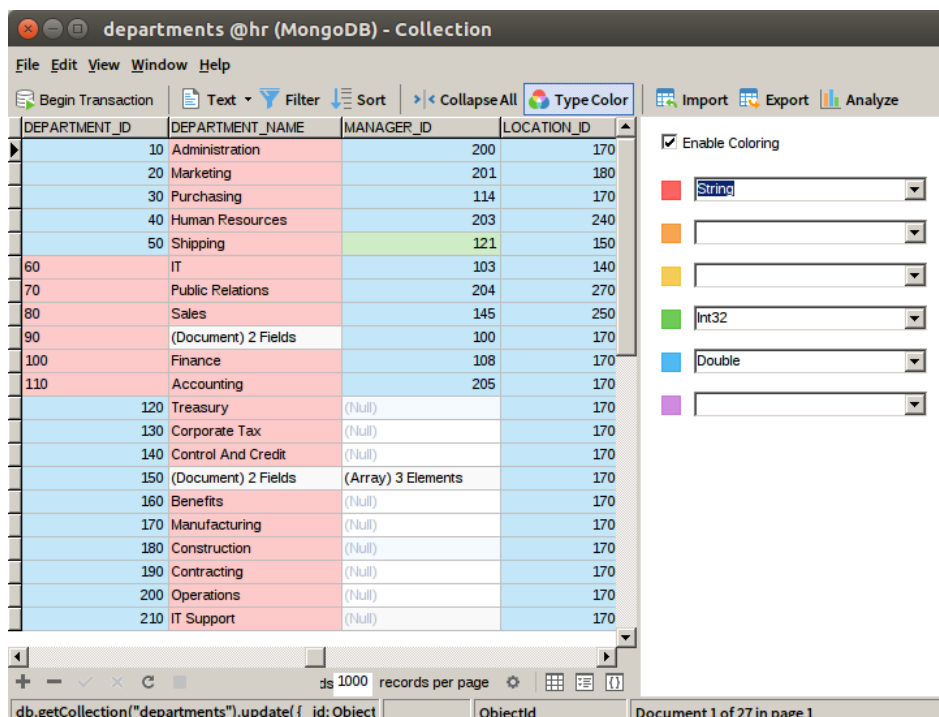 departments @hr (MongoDB) - Collection
File Edit View Window Help
Begin Transaction Text Filter Sort Collapse All Type Color Import Export Analyze
DEPARTMENT_ID DEPARTMENT_NAME MANAGER_ID LOCATION_ID
Enable Coloring
10 Administration 200 170
20 Marketing 201 180
String
30 Purchasing 114 170
40 Human Resources 203 240
50 Shipping 121 150
60 IT 103 140
70 Public Relations 204 270
80 Sales 145 250
Int32
90 (Document) 2 Fields 100 170
100 Finance 108 170
Double
110 Accounting 205 170
120 Treasury (Null) 170
130 Corporate Tax (Null) 170
140 Control And Credit (Null) 170
150 (Document) 2 Fields (Array) 3 Elements 170
160 Benefits (Null) 170
170 Manufacturing (Null) 170
180 Construction (Null) 170
190 Contracting (Null) 170
200 Operations (Null) 170
210 IT Support (Null) 170
1000 records per page
db.getCollection("departments").update({ _id: Object ObjectId Document 1 of 27 in page 1